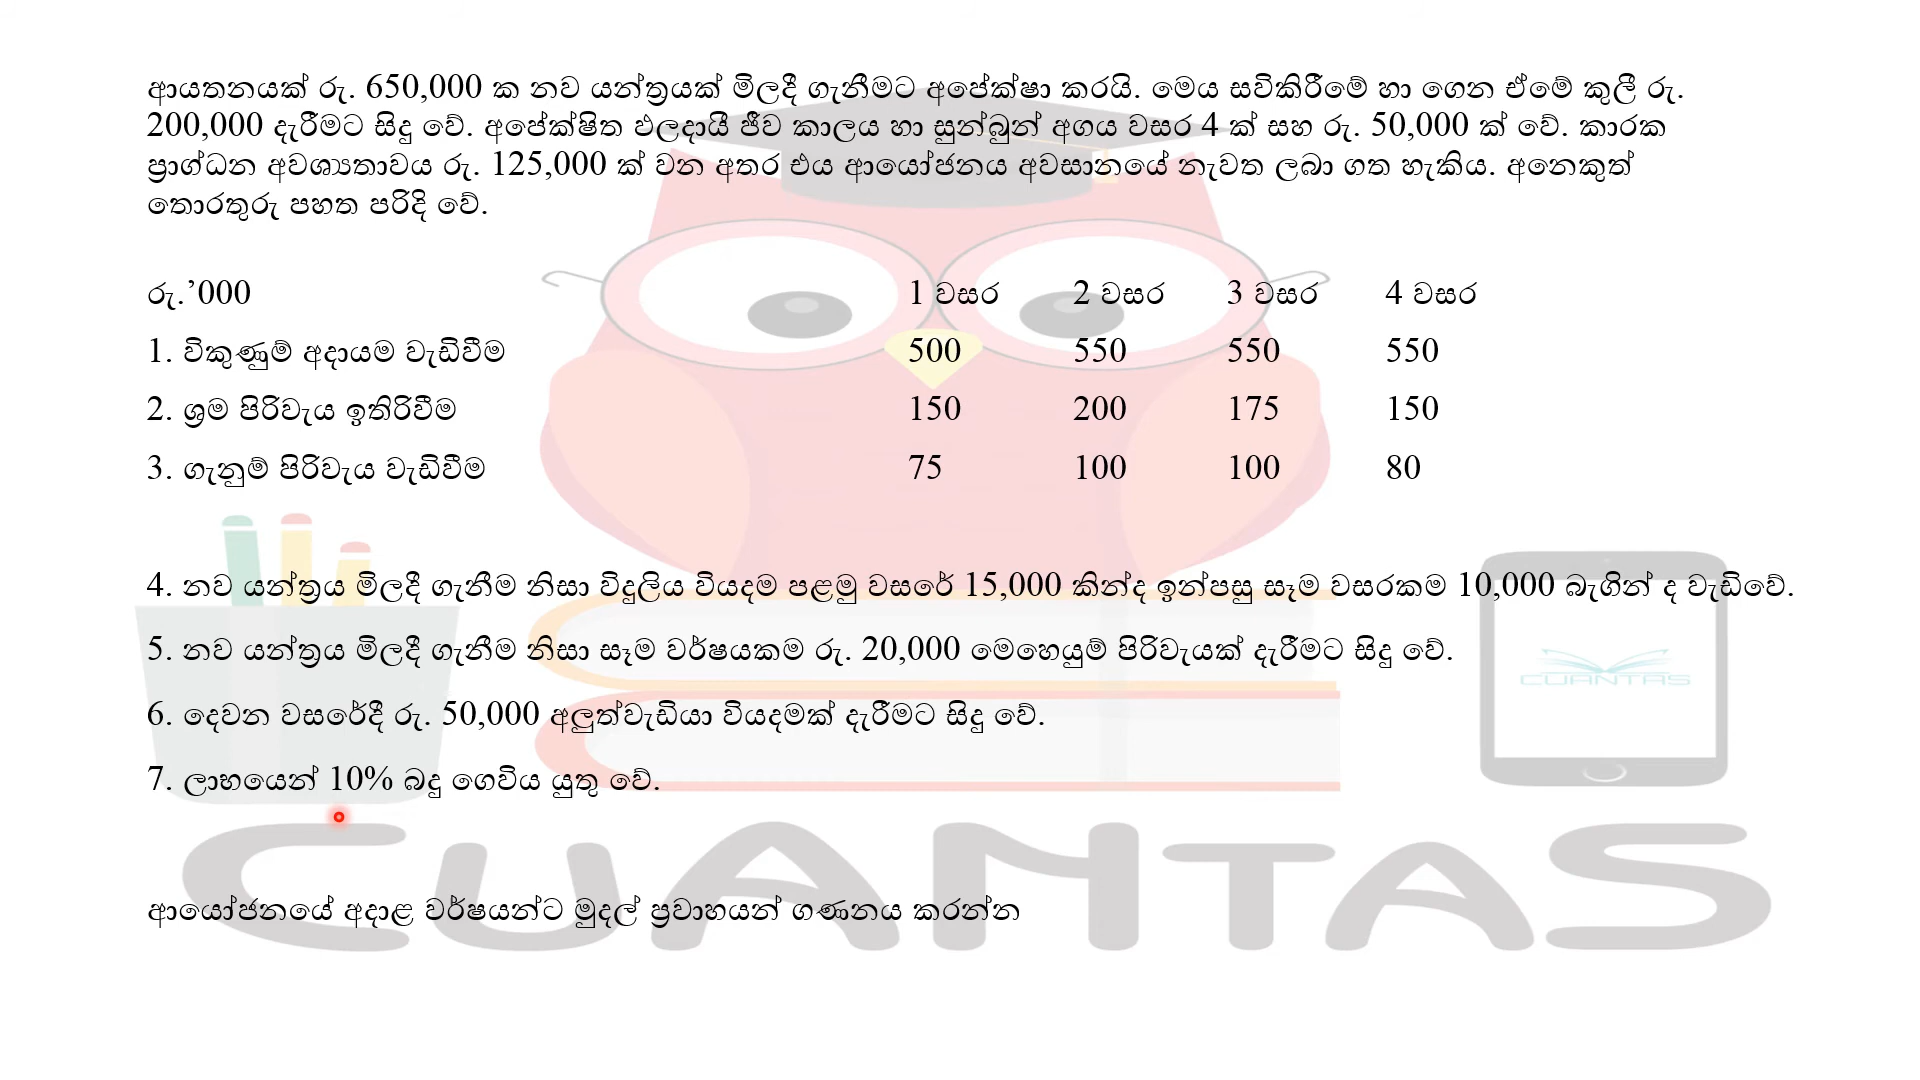 ආයතනයක් රු. 650,000 ක නව යන්ත්‍රයක් මිලදී ගැනීමට අපේක්ෂා කරයි. මෙය සවිකිරීමේ හා ගෙන ඒමේ කුලී රු.
200,000 දැරීමට සිදු වේ. අපේක්ෂිත ඵලදායී ජීව කාලය හා සුන්බුන් අගය වසර 4 ක් සහ රු. 50,000 ක් වේ. කාරක
ප්‍රාග්ධන අවශ්‍යතාවය රු. 125,000 ක් වන අතර එය ආයෝජනය අවසානයේ නැවත ලබා ගත හැකිය. අනෙකුත්
තොරතුරු පහත පරිදි වේ.
රු.’000 1 වසර 2 වසර 3 වසර 4 වසර
1. විකුණුම් අදායම වැඩිවීම 500 550 550 550
2. ශ්‍රම පිරිවැය ඉතිරිවීම 150 200 175 150
3. ගැනුම් පිරිවැය වැඩිවීම 75 100 100 80
4. නව යන්ත්‍රය මිලදී ගැනීම නිසා විදුලිය වියදම පළමු වසරේ 15,000 කින්ද ඉන්පසු සෑම වසරකම 10,000 බැගින් ද වැඩිවේ.
5. නව යන්ත්‍රය මිලදී ගැනීම නිසා සෑම වර්ෂයකම රු. 20,000 මෙහෙයුම් පිරිවැයක් දැරීමට සිදු වේ.
CUANTAS
6. දෙවන වසරේදී රු. 50,000 අලුත්වැඩියා වියදමක් දැරීමට සිදු වේ.
7. ලාභයෙන් 10% බදු ගෙවිය යුතු වේ.
CUANTAS
ආයෝජනයේ අදාළ වර්ෂයන්ට මුදල් ප්‍රවාහයන් ගණනය කරන්න